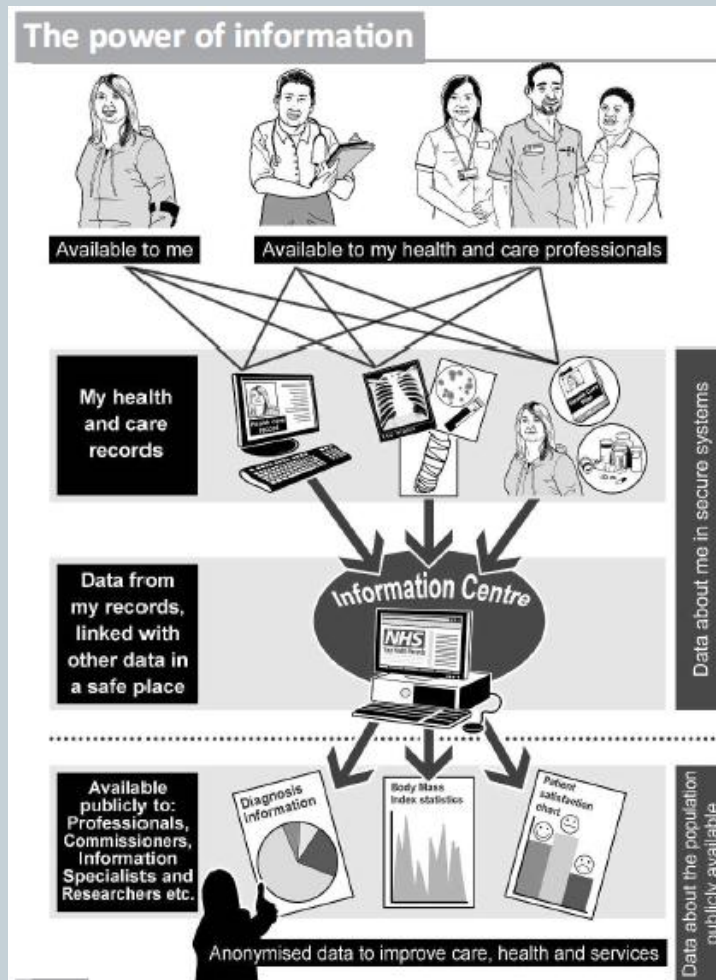 The power of information
Available to me
Available to my health and care professionals
My health
and care
records
Data about me in secure systems
Data from
my records,
linked with
other data in
a safe place
Information Centre
NHS
Available
publicly to:
Professionals,
Commissioners,
Information
Specialists and
Researchers etc.
Diagnosis
information
Body Mass
Index statistics
Patient
satisfaction
chart
Data about the population
publicly available
Anonymised data to improve care, health and services